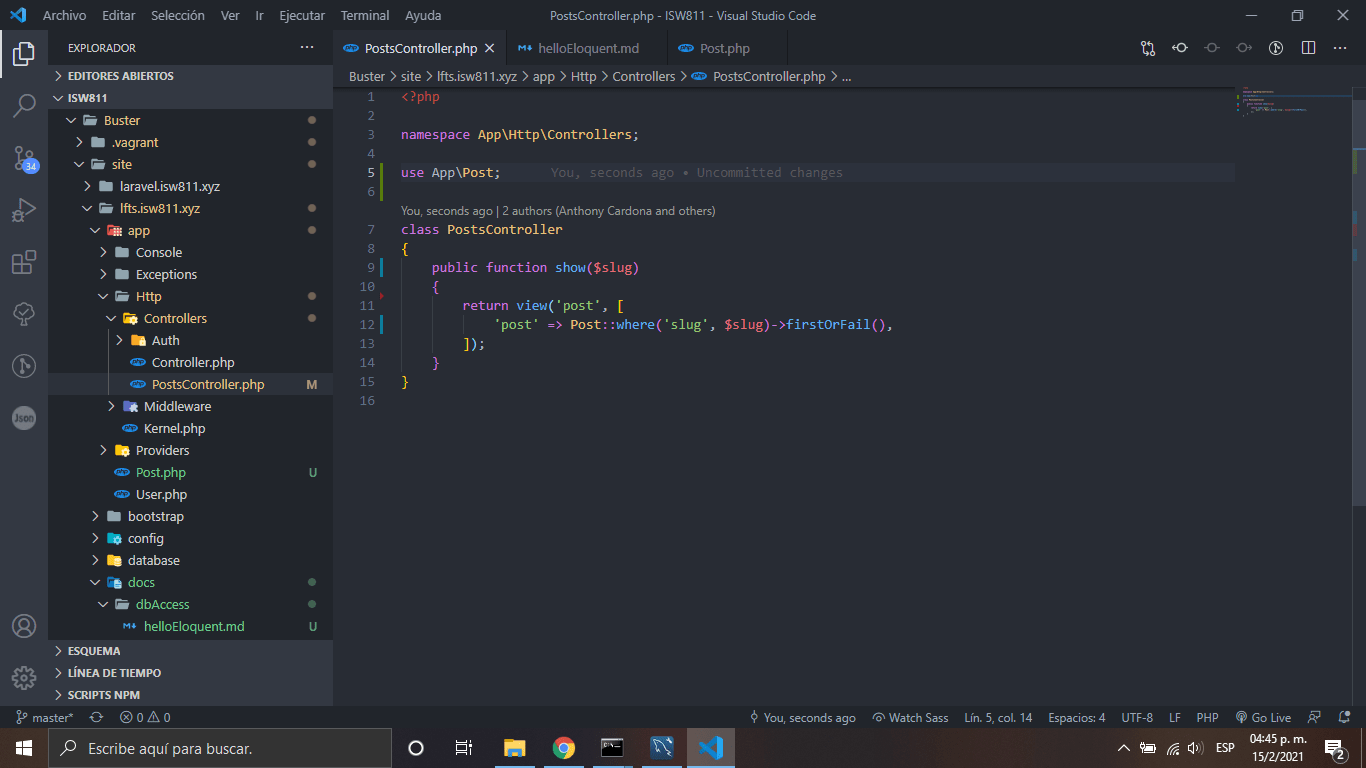 Archivo Editar Selección Ver Ir Ejecutar Terminal Ayuda PostsController.php - ISW811 - Visual Studio Code
EXPLORADOR
EDITORES ABIERTOS
ISW811
Buster
.vagrant
site
laravel.isw811.xyz
lfts.isw811.xyz
app
Console
Exceptions
Http
Controllers
Auth
Controller.php
PostsController.php M
Middleware
Kernel.php
Providers
Post.php U
User.php
bootstrap
config
database
docs
dbAccess
helloEloquent.md U
ESQUEMA
LÍNEA DE TIEMPO
SCRIPTS NPM
34
Json
PostsController.php helloEloquent.md Post.php
Buster > site > lfts.isw811.xyz > app > Http > Controllers > PostsController.php > ...
1 <?php
2
3 namespace App\Http\Controllers;
4
5 use App\Post; You, seconds ago • Uncommitted changes
6
You, seconds ago | 2 authors (Anthony Cardona and others)
7 class PostsController
8 {
9 public function show($slug)
10 {
11 return view('post', [
12 'post' => Post::where('slug', $slug)->firstOrFail(),
13 ]);
14 }
15 }
16
master* 0 0 You, seconds ago Watch Sass Lín. 5, col. 14 Espacios: 4 UTF-8 LF PHP Go Live
Escribe aquí para buscar. ESP 04:45 p. m.
15/2/2021
2